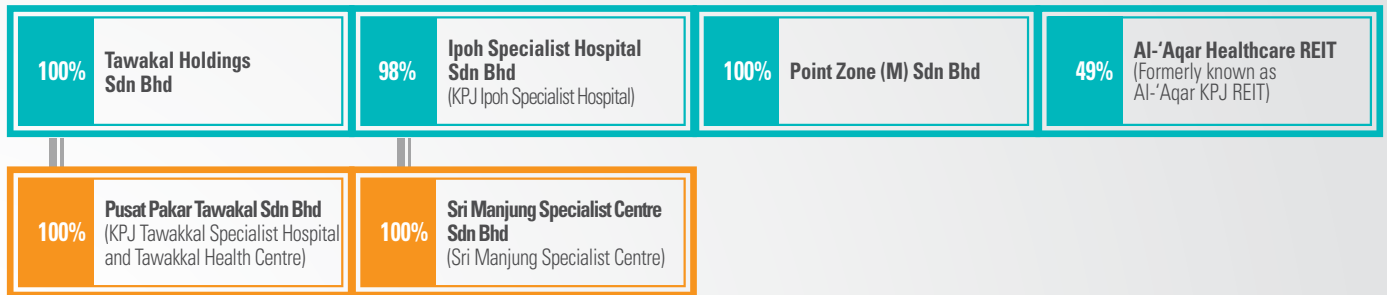 100%
Tawakal Holdings
Sdn Bhd
98%
Ipoh Specialist Hospital
Sdn Bhd
(KPJ Ipoh Specialist Hospital)
100%
Point Zone (M) Sdn Bhd
49%
Al-‘Aqar Healthcare REIT
(Formerly known as
Al-‘Aqar KPJ REIT)
100%
Pusat Pakar Tawakal Sdn Bhd
(KPJ Tawakkal Specialist Hospital
and Tawakkal Health Centre)
100%
Sri Manjung Specialist Centre
Sdn Bhd
(Sri Manjung Specialist Centre)